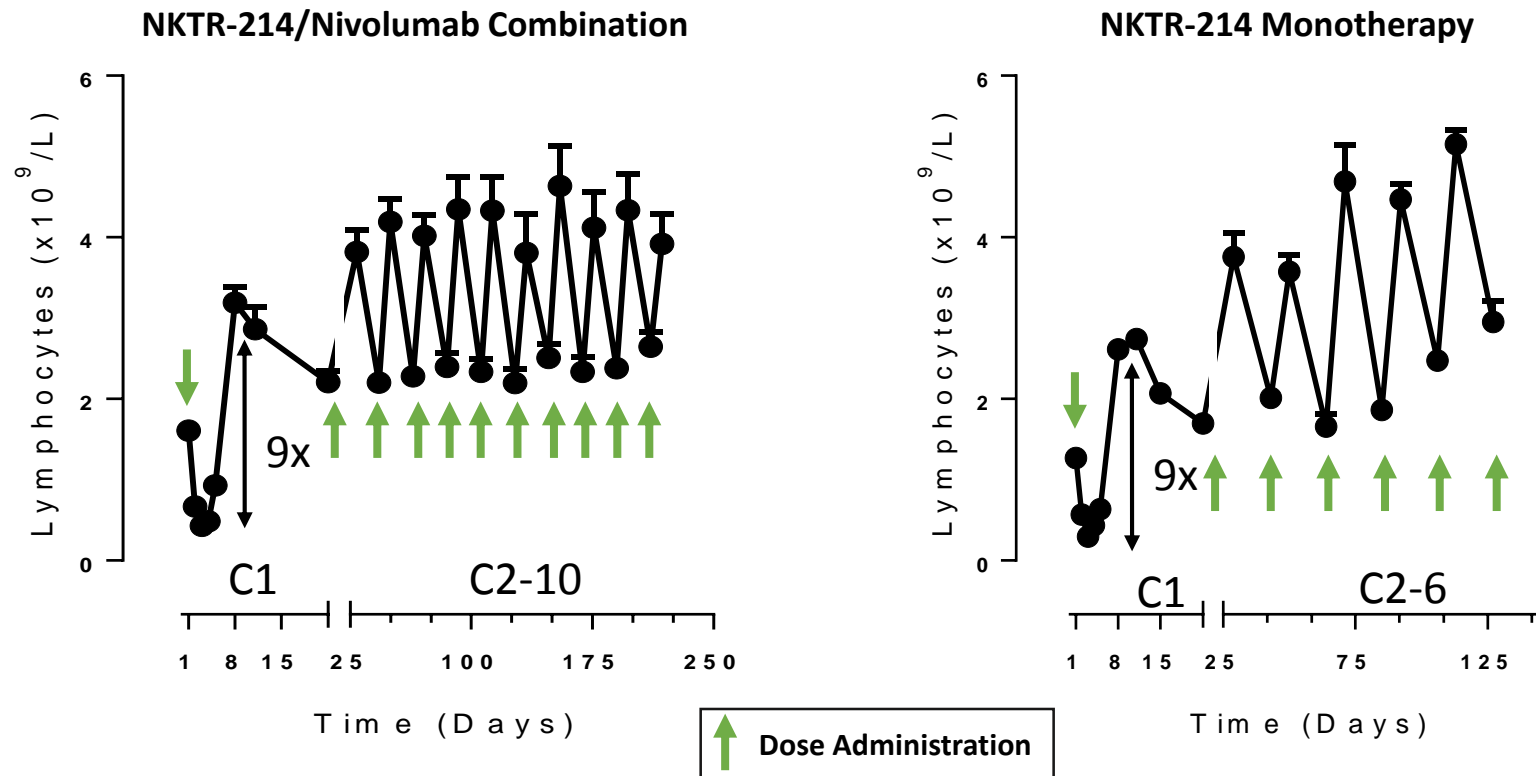 NKTR-214/Nivolumab Combination
6
4
2
0
Lymphocytes (x10⁹/L)
9x
C1
C2-10
1 8 15 25 100 175 250
Time (Days)
NKTR-214 Monotherapy
6
4
2
0
Lymphocytes (x10⁹/L)
9x
C1
C2-6
1 8 15 25 75 125
Time (Days)
Dose Administration